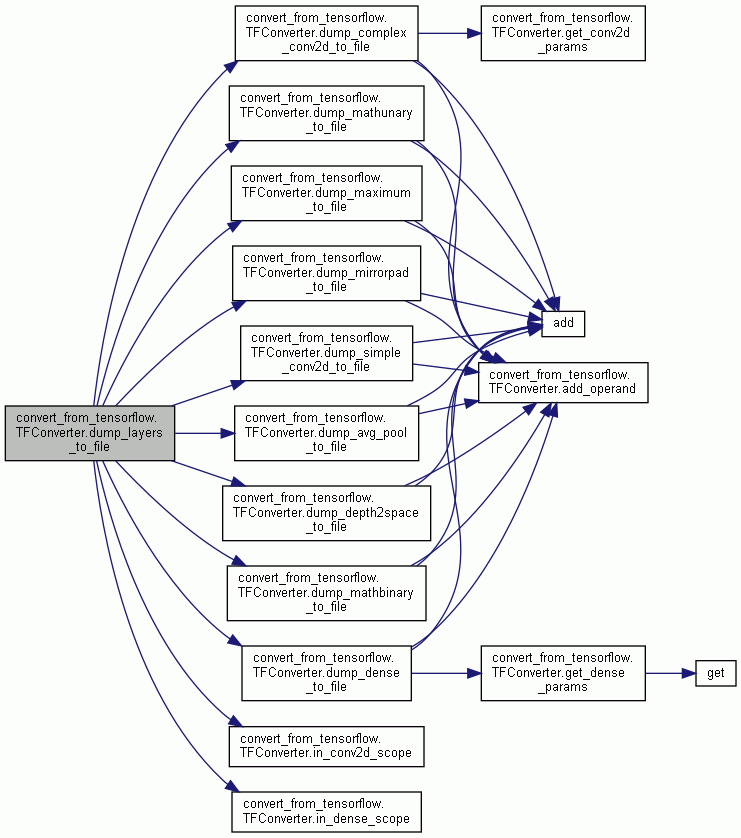 convert_from_tensorflow.
TFConverter.dump_complex
_conv2d_to_file
convert_from_tensorflow.
TFConverter.get_conv2d
_params
convert_from_tensorflow.
TFConverter.dump_mathunary
_to_file
convert_from_tensorflow.
TFConverter.dump_maximum
_to_file
convert_from_tensorflow.
TFConverter.dump_mirrorpad
_to_file
add
convert_from_tensorflow.
TFConverter.dump_simple
_conv2d_to_file
convert_from_tensorflow.
TFConverter.add_operand
convert_from_tensorflow.
TFConverter.dump_layers
_to_file
convert_from_tensorflow.
TFConverter.dump_avg_pool
_to_file
convert_from_tensorflow.
TFConverter.dump_depth2space
_to_file
convert_from_tensorflow.
TFConverter.dump_mathbinary
_to_file
convert_from_tensorflow.
TFConverter.dump_dense
_to_file
convert_from_tensorflow.
TFConverter.get_dense
_params
get
convert_from_tensorflow.
TFConverter.in_conv2d_scope
convert_from_tensorflow.
TFConverter.in_dense_scope